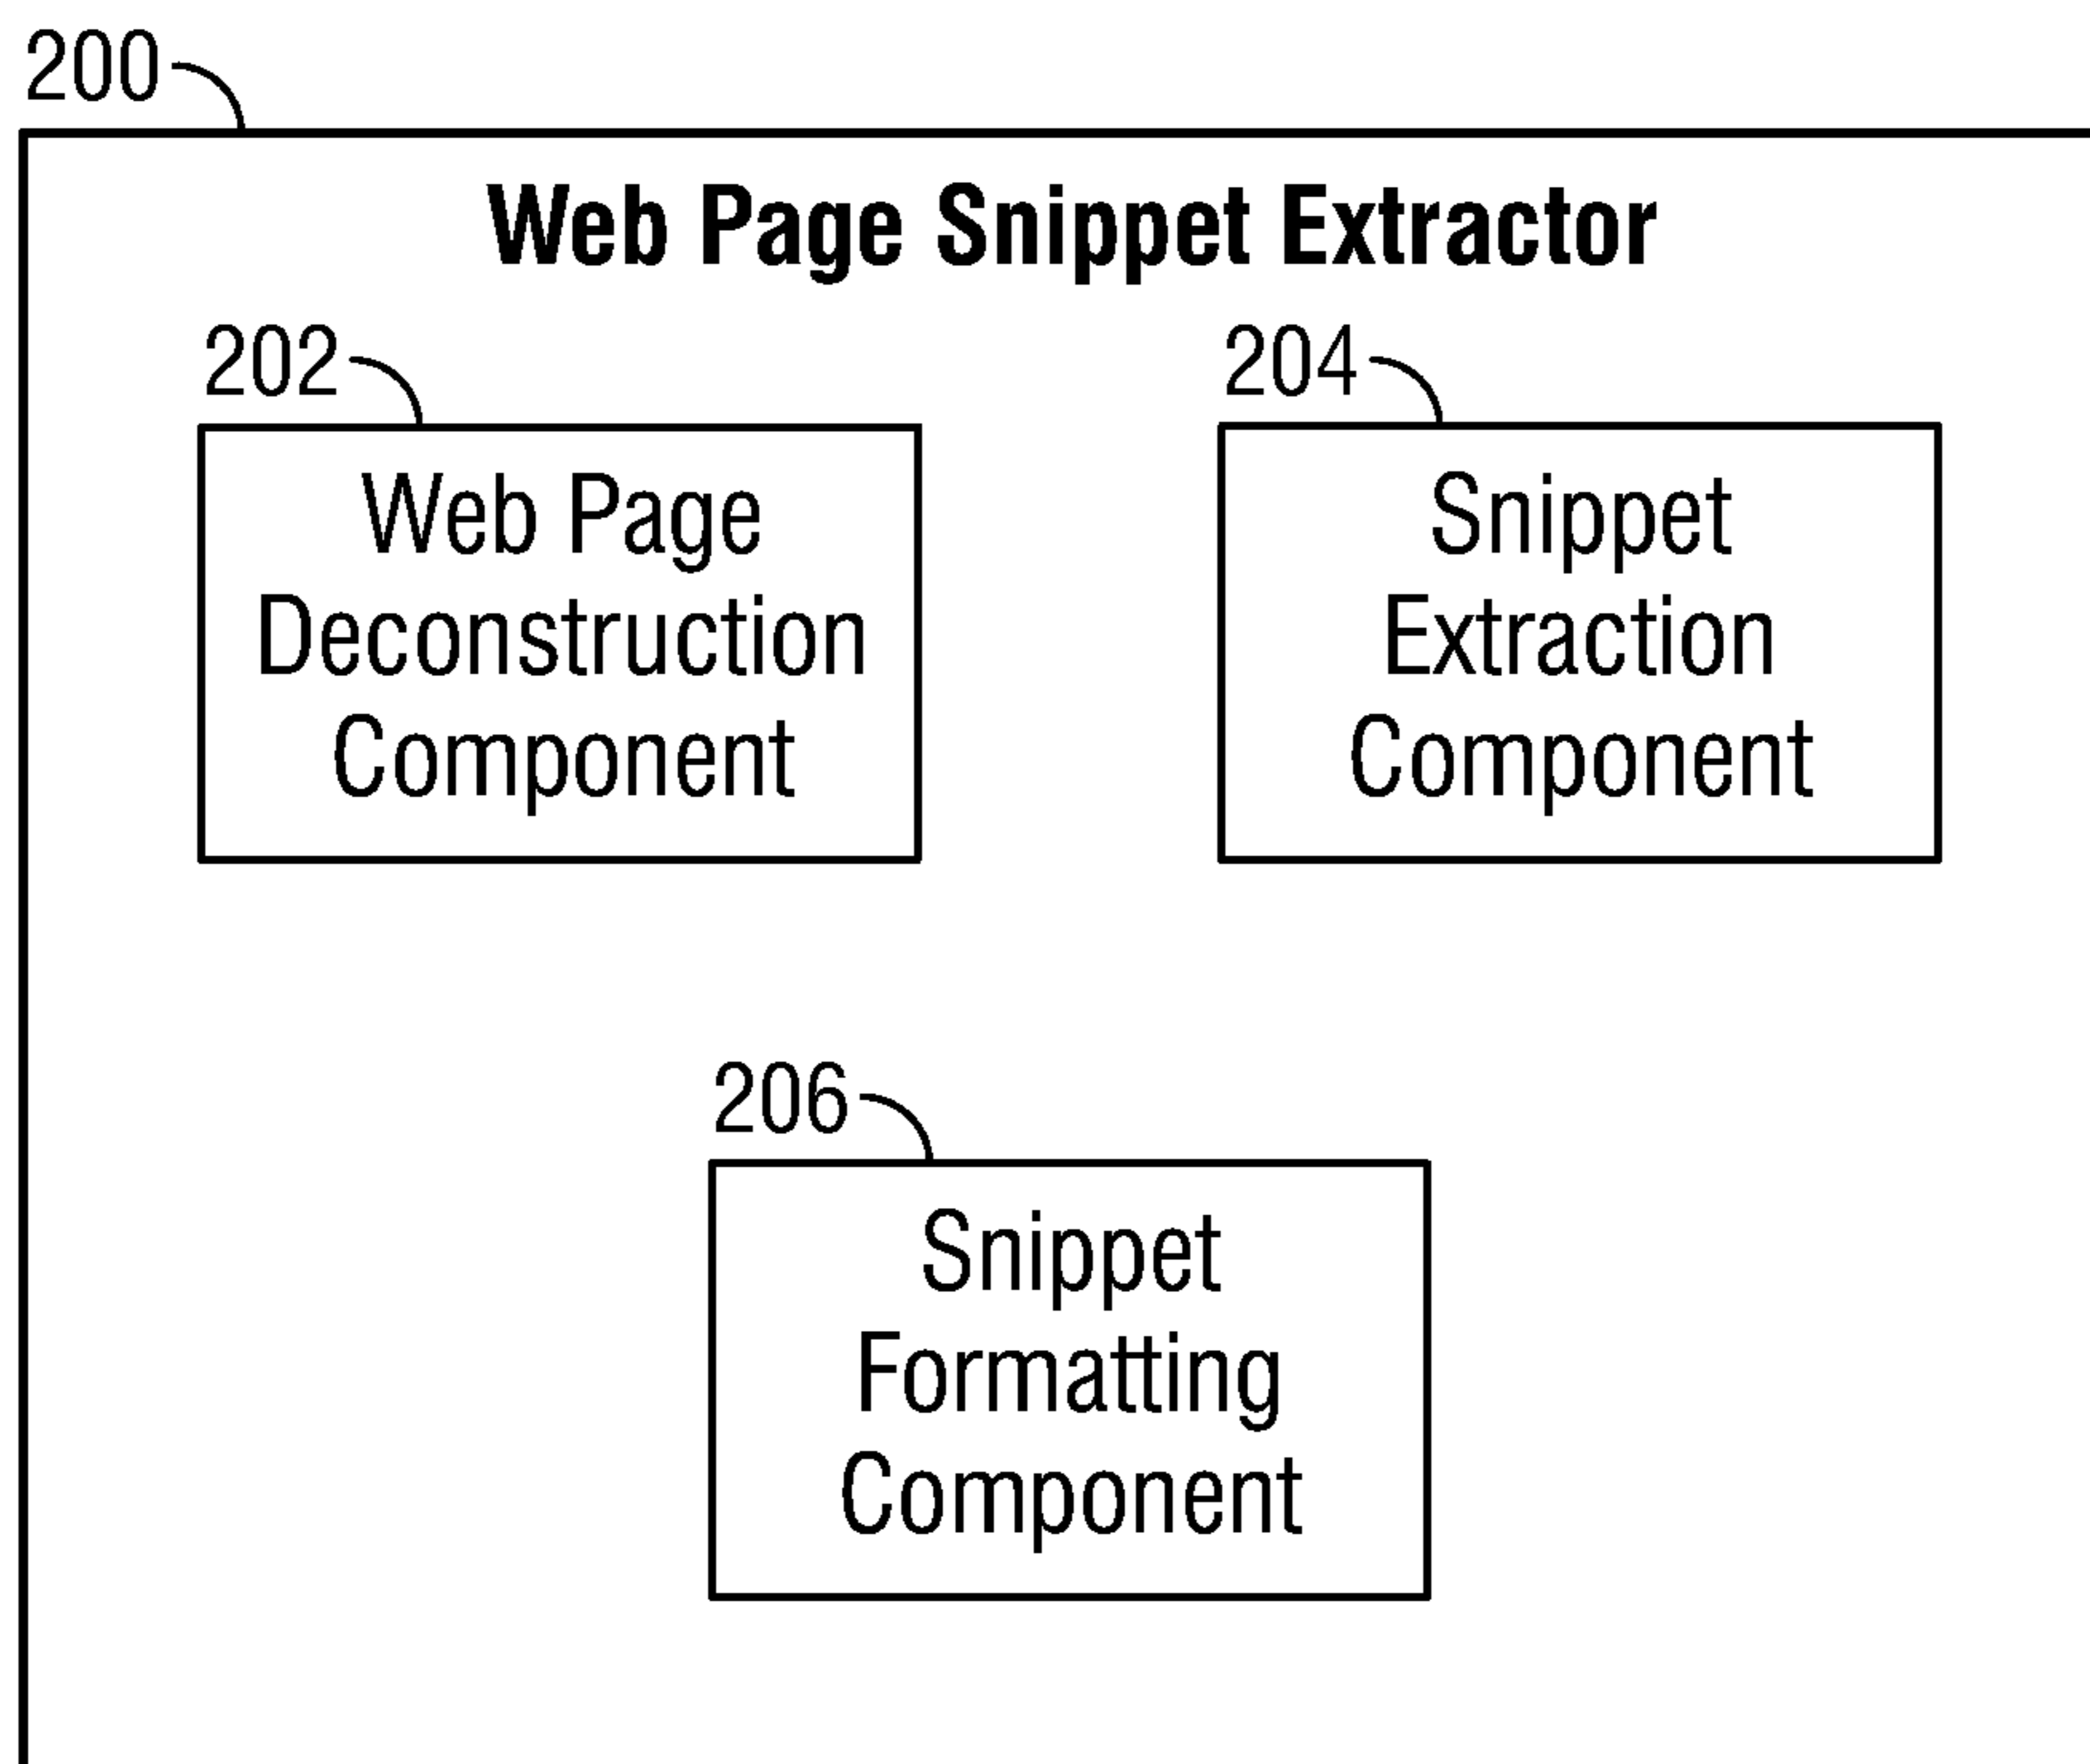 200
Web Page Snippet Extractor
202
Web Page
Deconstruction
Component
204
Snippet
Extraction
Component
206
Snippet
Formatting
Component